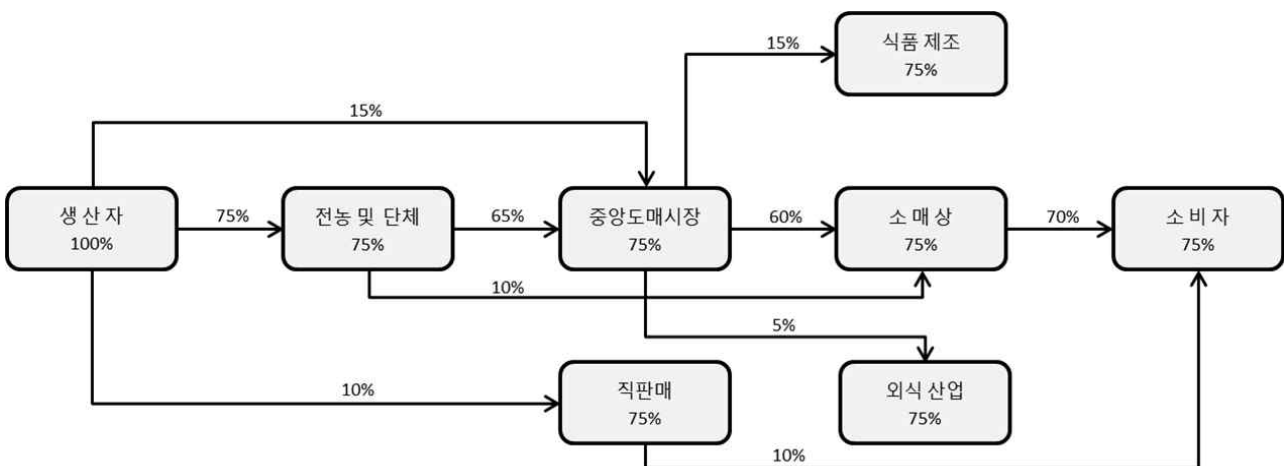 15%
식품 제조
75%
15%
생 산 자
100%
75%
전농 및 단체
75%
65%
중앙도매시장
75%
60%
소 매 상
75%
70%
소 비 자
75%
10%
5%
10%
직판매
75%
외식 산업
75%
10%